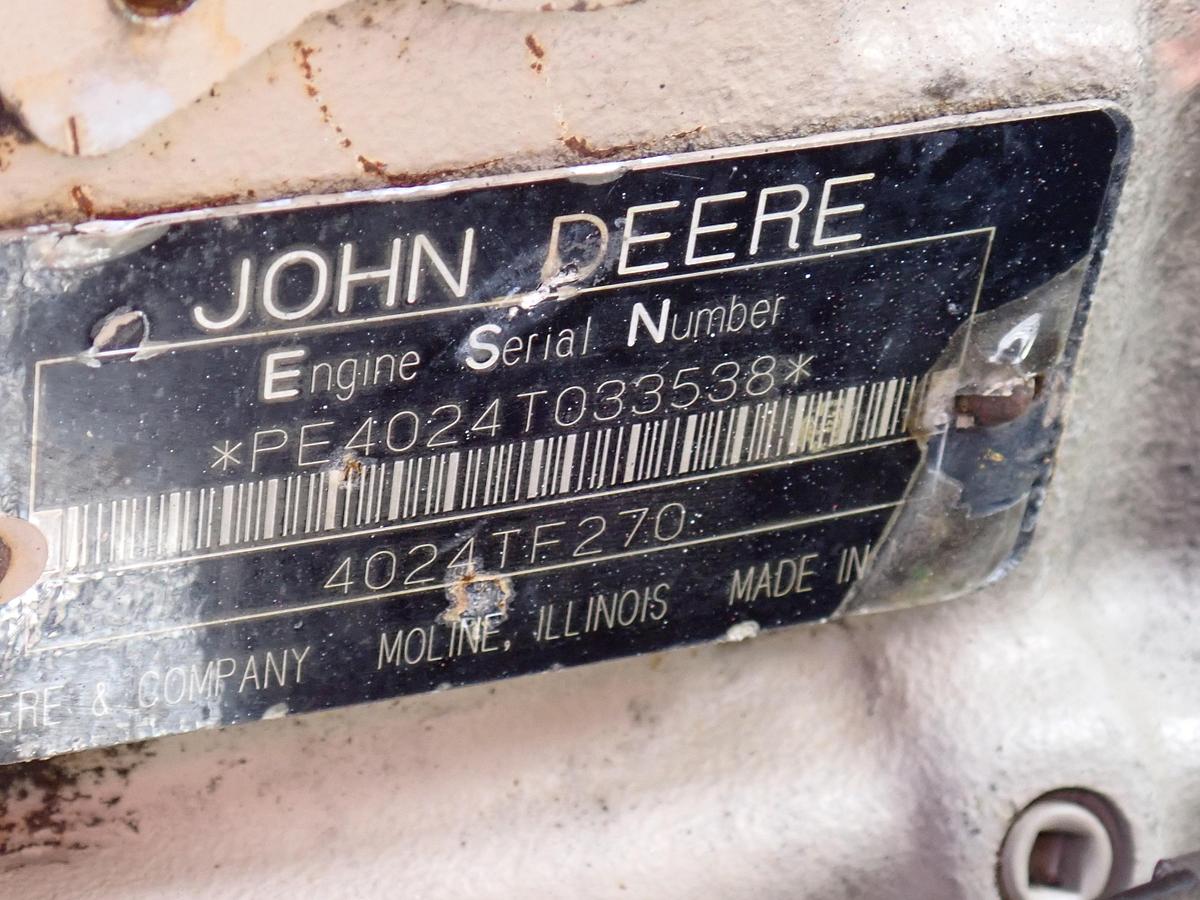 JOHN DEERE
Engine Serial Number
*PE4024T033538*
4024TF270
ERE & COMPANY MOLINE, ILLINOIS MADE IN